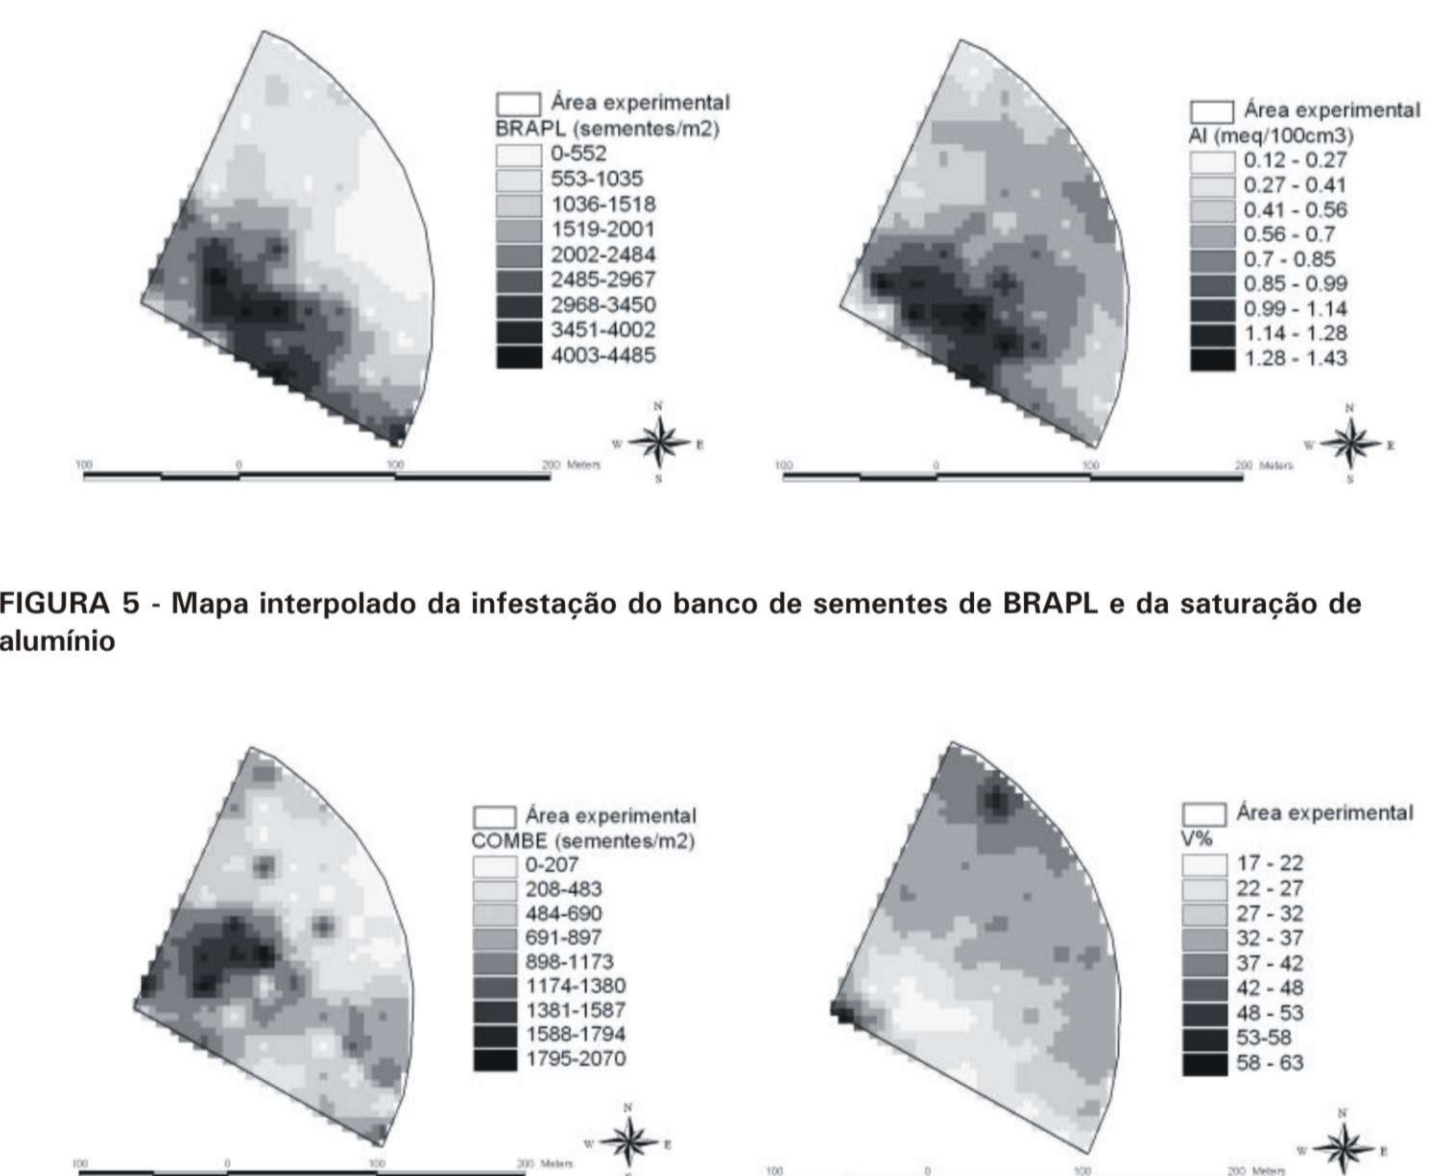 Área experimental
BRAPL (sementes/m2)
0-552
553-1035
1036-1518
1519-2001
2002-2484
2485-2967
2968-3450
3451-4002
4003-4485
N
W
E
S
100 0 100 200 Meters
Área experimental
Al (meq/100cm3)
0.12 - 0.27
0.27 - 0.41
0.41 - 0.56
0.56 - 0.7
0.7 - 0.85
0.85 - 0.99
0.99 - 1.14
1.14 - 1.28
1.28 - 1.43
N
W
E
S
100 0 100 200 Meters
FIGURA 5 - Mapa interpolado da infestação do banco de sementes de BRAPL e da saturação de
alumínio
Área experimental
COMBE (sementes/m2)
0-207
208-483
484-690
691-897
898-1173
1174-1380
1381-1587
1588-1794
1795-2070
N
W
E
100 0 100 200 Meters
Área experimental
V%
17 - 22
22 - 27
27 - 32
32 - 37
37 - 42
42 - 48
48 - 53
53-58
58 - 63
N
W
E
100 0 100 200 Meters